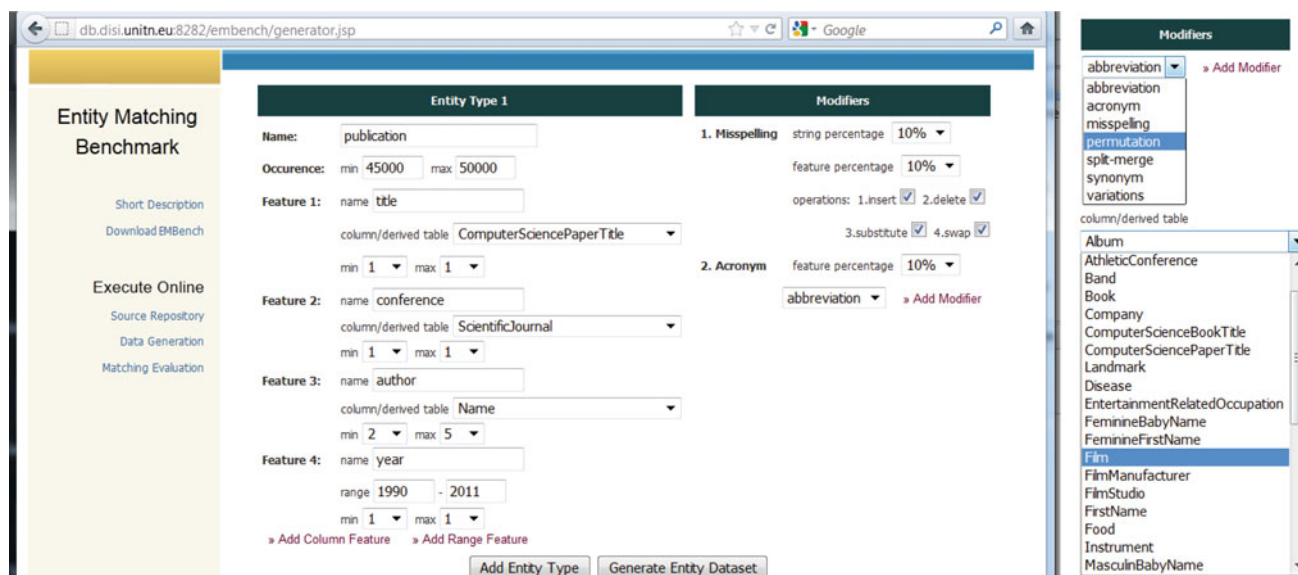 db.disi.unitn.eu:8282/embench/generator.jsp
Google
Entity Matching
Benchmark
Short Description
Download EMBench
Execute Online
Source Repository
Data Generation
Matching Evaluation
Entity Type 1
Name: publication
Occurence: min 45000 max 50000
Feature 1: name title
column/derived table ComputerSciencePaperTitle
min 1 max 1
Feature 2: name conference
column/derived table ScientificJournal
min 1 max 1
Feature 3: name author
column/derived table Name
min 2 max 5
Feature 4: name year
range 1990 - 2011
min 1 max 1
» Add Column Feature » Add Range Feature
Add Entity Type Generate Entity Dataset
Modifiers
1. Misspelling string percentage 10%
feature percentage 10%
operations: 1.insert 2.delete
3.substitute 4.swap
2. Acronym feature percentage 10%
abbreviation » Add Modifier
Modifiers
abbreviation » Add Modifier
abbreviation
acronym
misspelling
permutation
split-merge
synonym
variations
column/derived table
Album
AthleticConference
Band
Book
Company
ComputerScienceBookTitle
ComputerSciencePaperTitle
Landmark
Disease
EntertainmentRelatedOccupation
FeminineBabyName
FeminineFirstName
Film
FilmManufacturer
FilmStudio
FirstName
Food
Instrument
MasculinBabyName